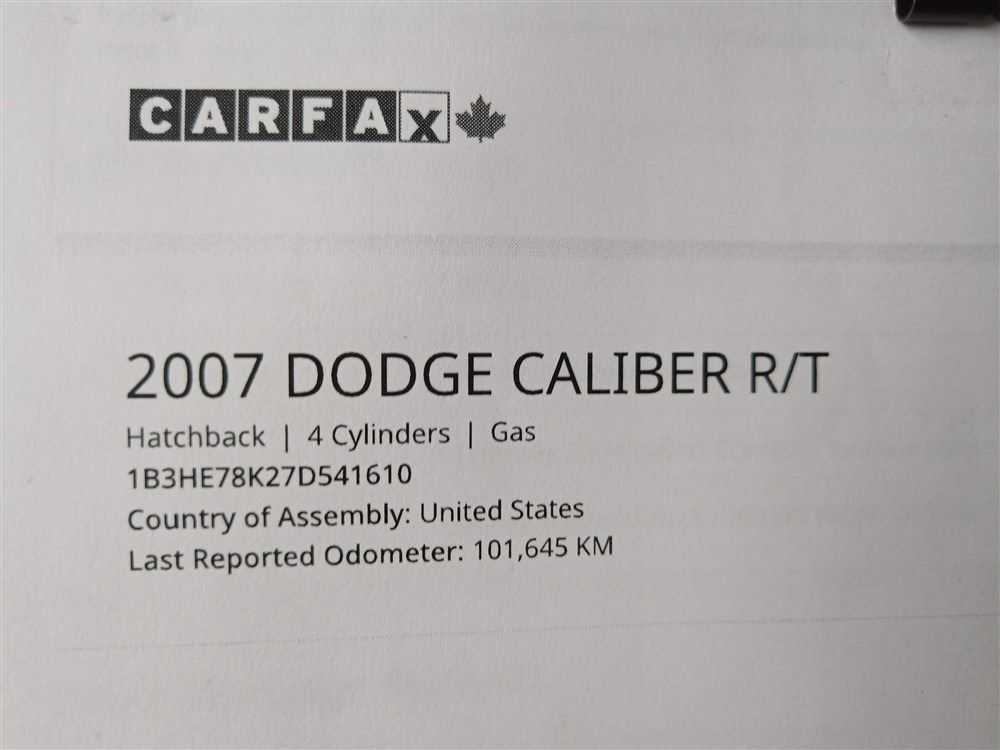 CARFAX
2007 DODGE CALIBER R/T
Hatchback | 4 Cylinders | Gas
1B3HE78K27D541610
Country of Assembly: United States
Last Reported Odometer: 101,645 KM